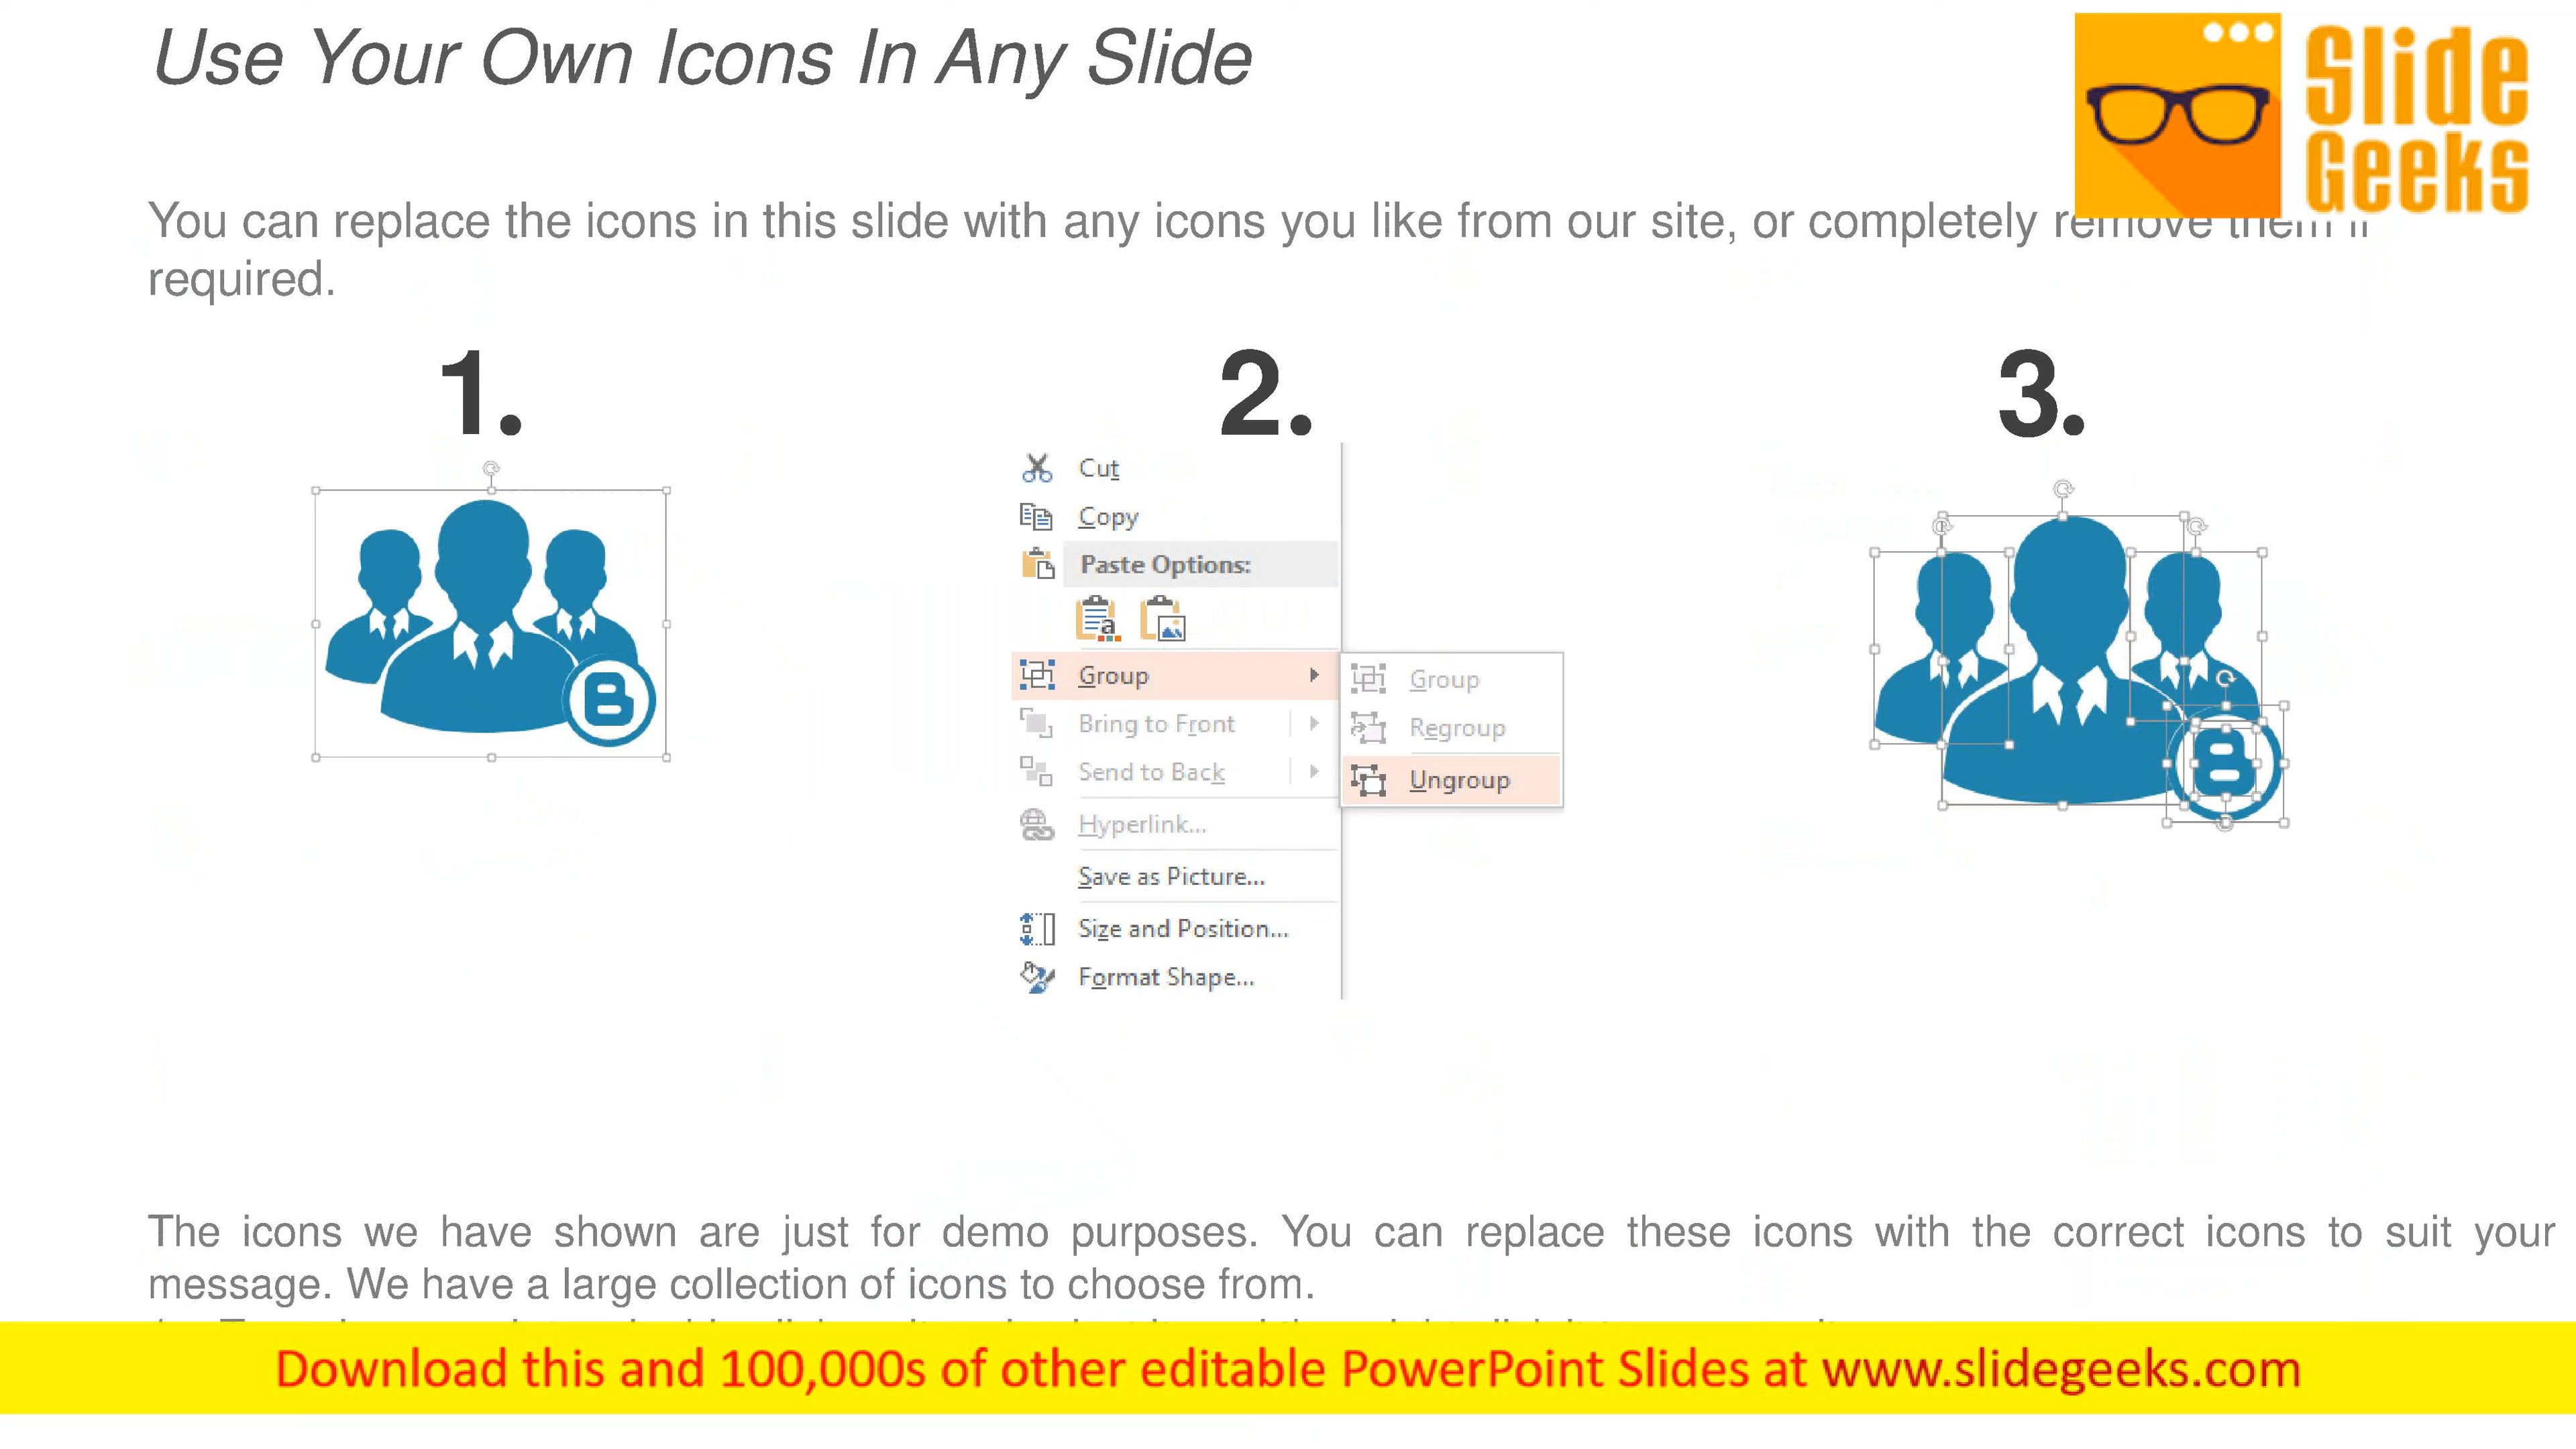 Use Your Own Icons In Any Slide
Slide
Geeks
You can replace the icons in this slide with any icons you like from our site, or completely remove them if
required.
1. 2. 3.
Cut
Copy
Paste Options:
Group
Group
Bring to Front
Regroup
Send to Back
Ungroup
Hyperlink...
Save as Picture...
Size and Position...
Format Shape...
The icons we have shown are just for demo purposes. You can replace these icons with the correct icons to suit your
message. We have a large collection of icons to choose from.
Download this and 100,000s of other editable PowerPoint Slides at www.slidegeeks.com